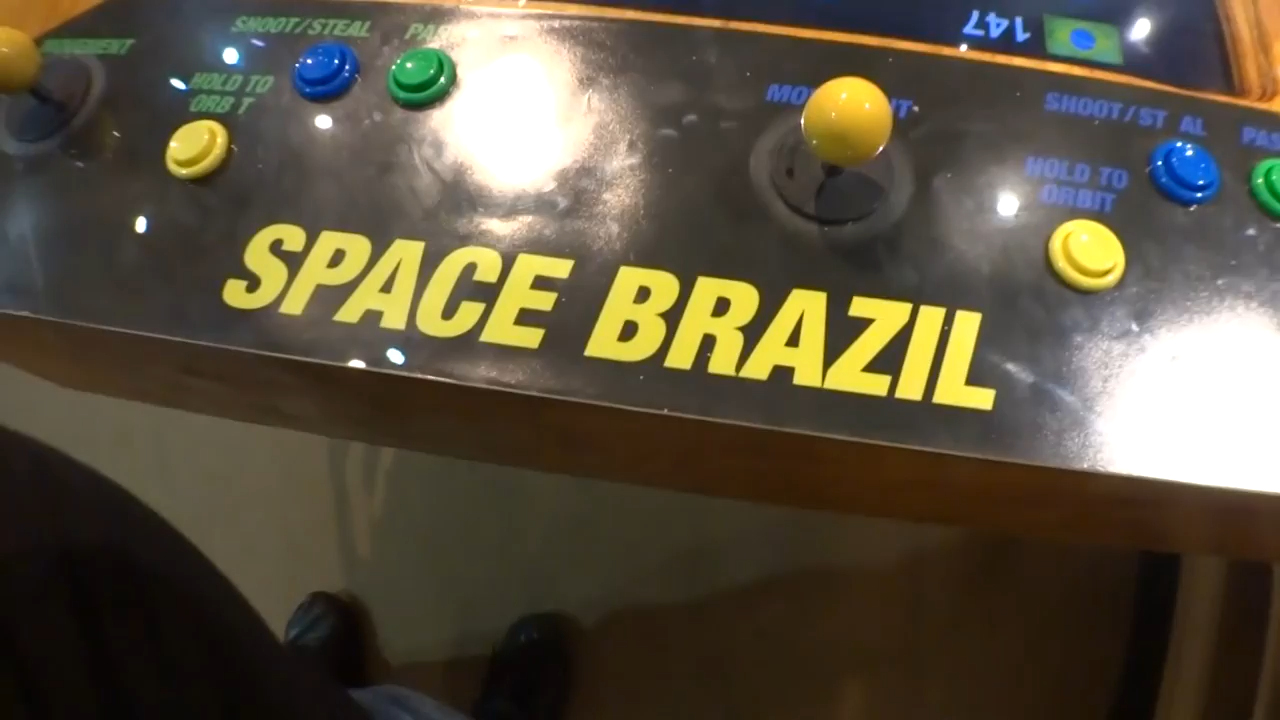 SHOOT/STEAL
HOLD TO
ORB T
147
SHOOT/ST AL
HOLD TO
ORBIT
SPACE BRAZIL